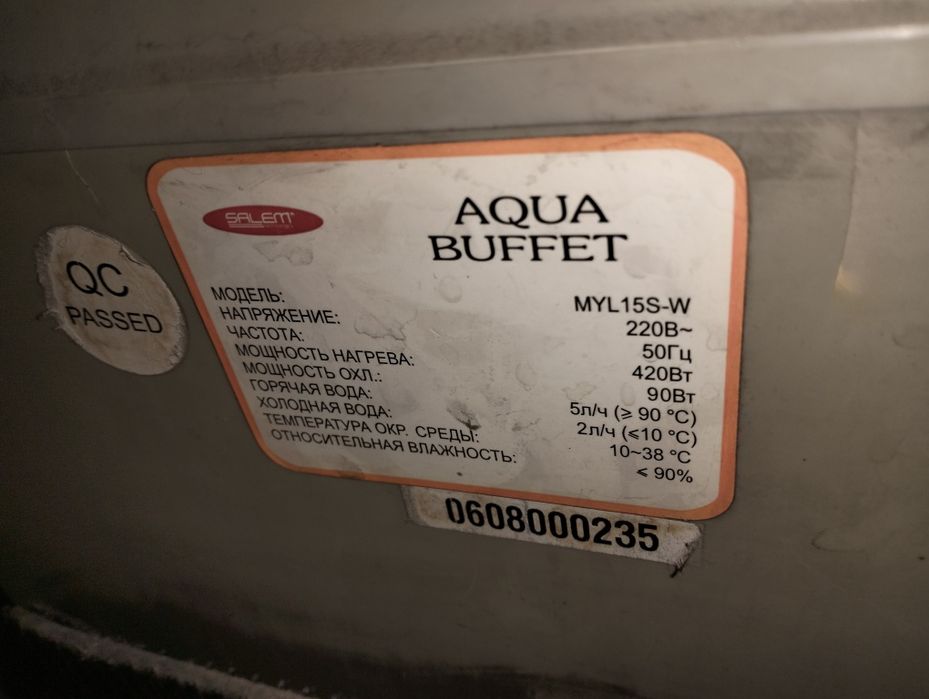 SALEM
AQUA
BUFFET
QC
PASSED
МОДЕЛЬ: MYL15S-W
НАПРЯЖЕНИЕ: 220В~
ЧАСТОТА: 50Гц
МОЩНОСТЬ НАГРЕВА: 420Вт
МОЩНОСТЬ ОХЛ.: 90Вт
ГОРЯЧАЯ ВОДА: 5л/ч (⩾ 90 °C)
ХОЛОДНАЯ ВОДА: 2л/ч (⩽10 °C)
ТЕМПЕРАТУРА ОКР. СРЕДЫ: 10~38 °C
ОТНОСИТЕЛЬНАЯ ВЛАЖНОСТЬ: ⩽ 90%
0608000235